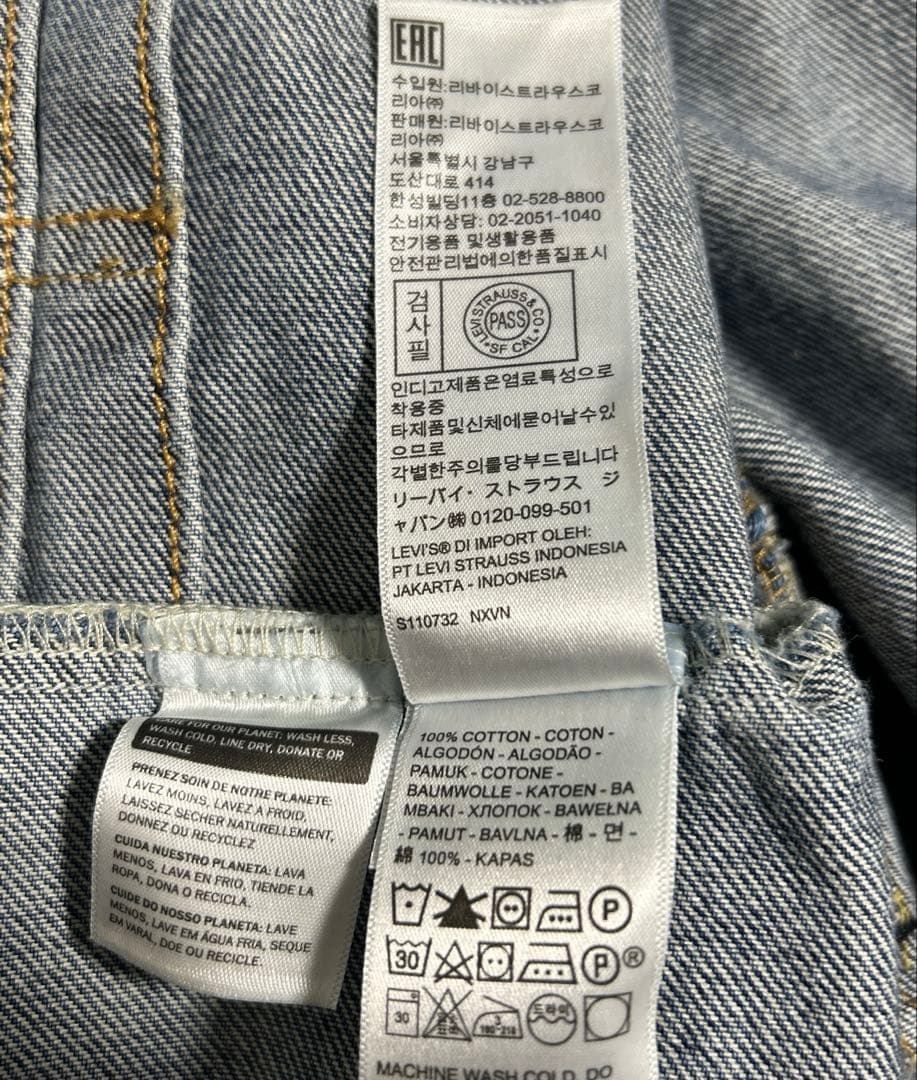 EAC
수입원:리바이스트라우스코
리아㈜
판매원:리바이스트라우스코
리아㈜
서울특별시 강남구
도산대로 414
한성빌딩11층 02-528-8800
소비자상담: 02-2051-1040
전기용품 및생활용품
안전관리법에의한품질표시
검사필
LEVI STRAUSS & CO
PASS
SF CAL
인디고제품은염료특성으로
착용중
타제품및신체에묻어날수있
으므로
각별한주의를당부드립니다
リーバイ・ストラウス ジ
ャパン㈱ 0120-099-501
LEVI'S® DI IMPORT OLEH:
PT LEVI STRAUSS INDONESIA
JAKARTA - INDONESIA
S110732 NXVN
CARE FOR OUR PLANET: WASH LESS,
WASH COLD, LINE DRY, DONATE OR
RECYCLE
PRENEZ SOIN DE NOTRE PLANETE:
LAVEZ MOINS, LAVEZ A FROID,
LAISSEZ SECHER NATURELLEMENT,
DONNEZ OU RECYCLEZ
CUIDA NUESTRO PLANETA: LAVA
MENOS, LAVA EN FRIO, TIENDE LA
ROPA, DONA O RECICLA.
CUIDE DO NOSSO PLANETA: LAVE
MENOS, LAVE EM ÁGUA FRIA, SEQUE
EM VARAL, DOE OU RECICLE.
100% COTTON - COTON -
ALGODÓN - ALGODÃO -
PAMUK - COTONE -
BAUMWOLLE - KATOEN - BA
MBAKI - ХЛОПОК - BAWEŁNA
- PAMUT - BAVLNA - 棉 - 면 -
綿 100% - KAPAS
P
30 P ®
30 염소표백 3 180~210 드라이
MACHINE WASH COLD, DO